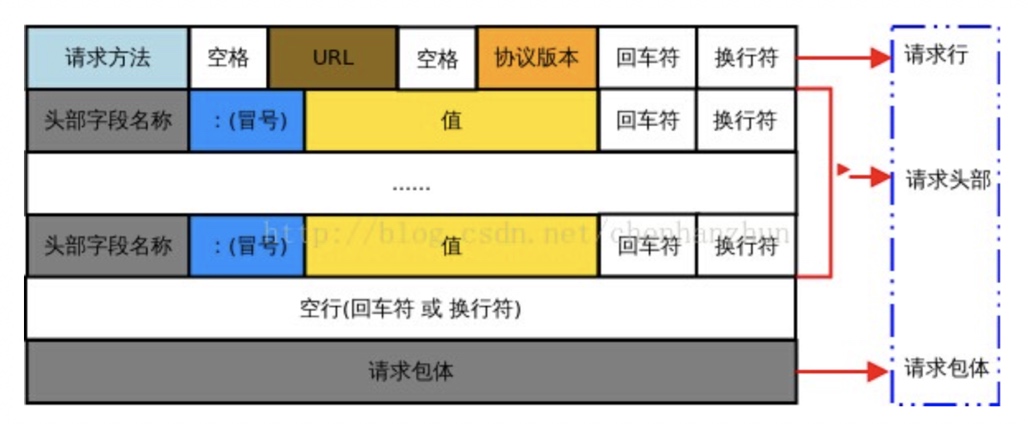 请求方法 空格 URL 空格 协议版本 回车符 换行符 请求行
头部字段名称 :(冒号) 值 回车符 换行符
...... 请求头部
头部字段名称 :(冒号) 值 回车符 换行符
http://blog.csdn.net/chenhanzhun
空行(回车符 或 换行符)
请求包体 请求包体